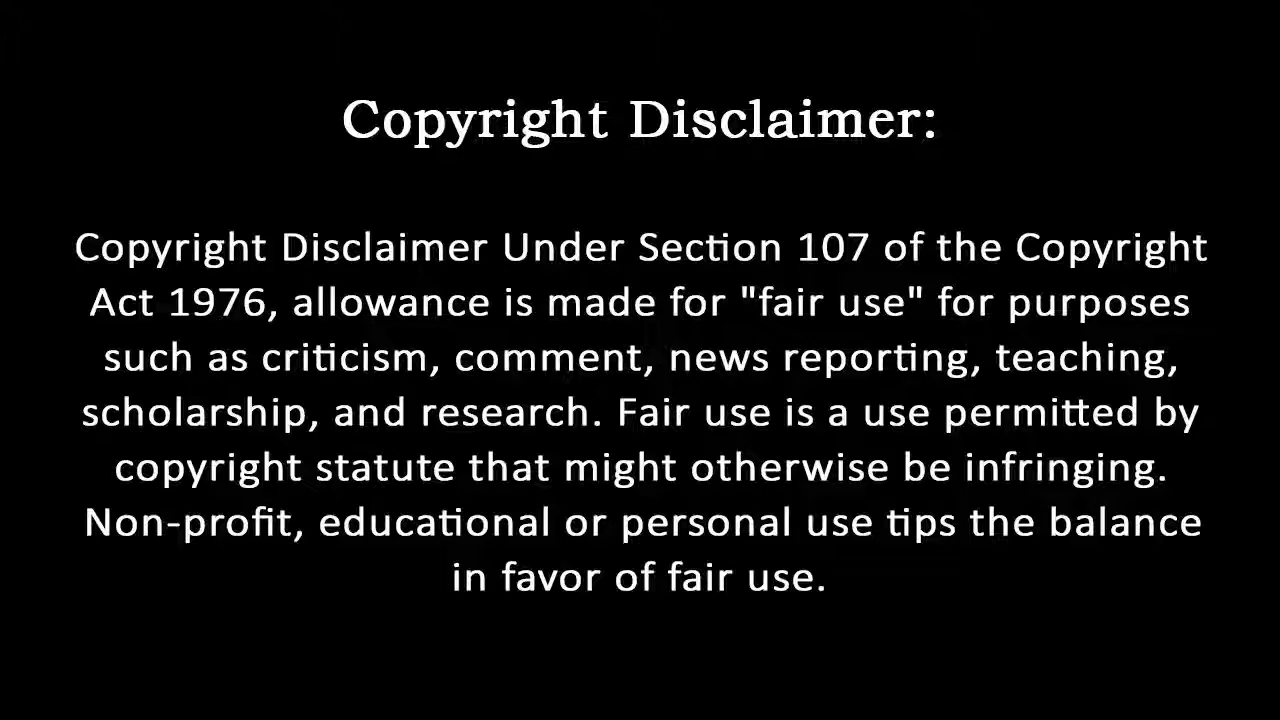 Copyright Disclaimer:
Copyright Disclaimer Under Section 107 of the Copyright
Act 1976, allowance is made for "fair use" for purposes
such as criticism, comment, news reporting, teaching,
scholarship, and research. Fair use is a use permitted by
copyright statute that might otherwise be infringing.
Non-profit, educational or personal use tips the balance
in favor of fair use.